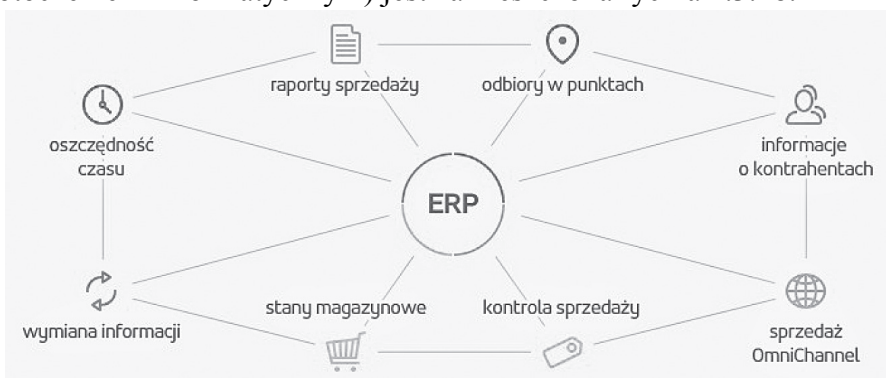 raporty sprzedaży
odbiory w punktach
oszczędność
czasu
informacje
o kontrahentach
ERP
stany magazynowe
kontrola sprzedaży
wymiana informacji
sprzedaż
OmniChannel